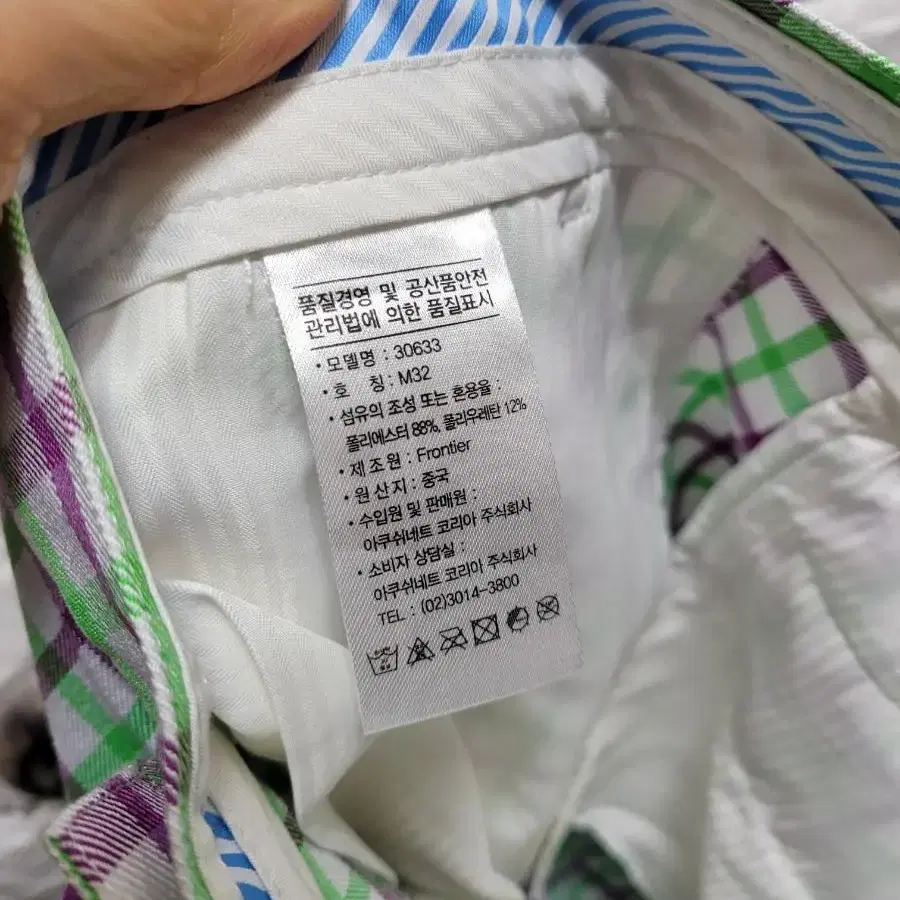 품질경영 및 공산품안전
관리법에 의한 품질표시
• 모델명 : 30633
• 호 칭 : M32
• 섬유의 조성 또는 혼용율 :
폴리에스터 88%, 폴리우레탄 12%
• 제조원 : Frontier
• 원산지 : 중국
• 수입원 및 판매원 :
아쿠쉬네트 코리아 주식회사
• 소비자 상담실 :
아쿠쉬네트 코리아 주식회사
TEL : (02)3014-3800